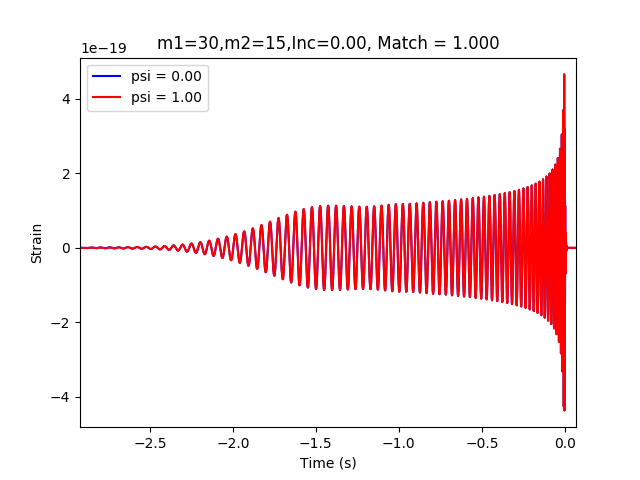 m1=30,m2=15,Inc=0.00, Match = 1.000
1e−19
psi = 0.00
psi = 1.00
4
2
0
−2
−4
Strain
−2.5 −2.0 −1.5 −1.0 −0.5 0.0
Time (s)